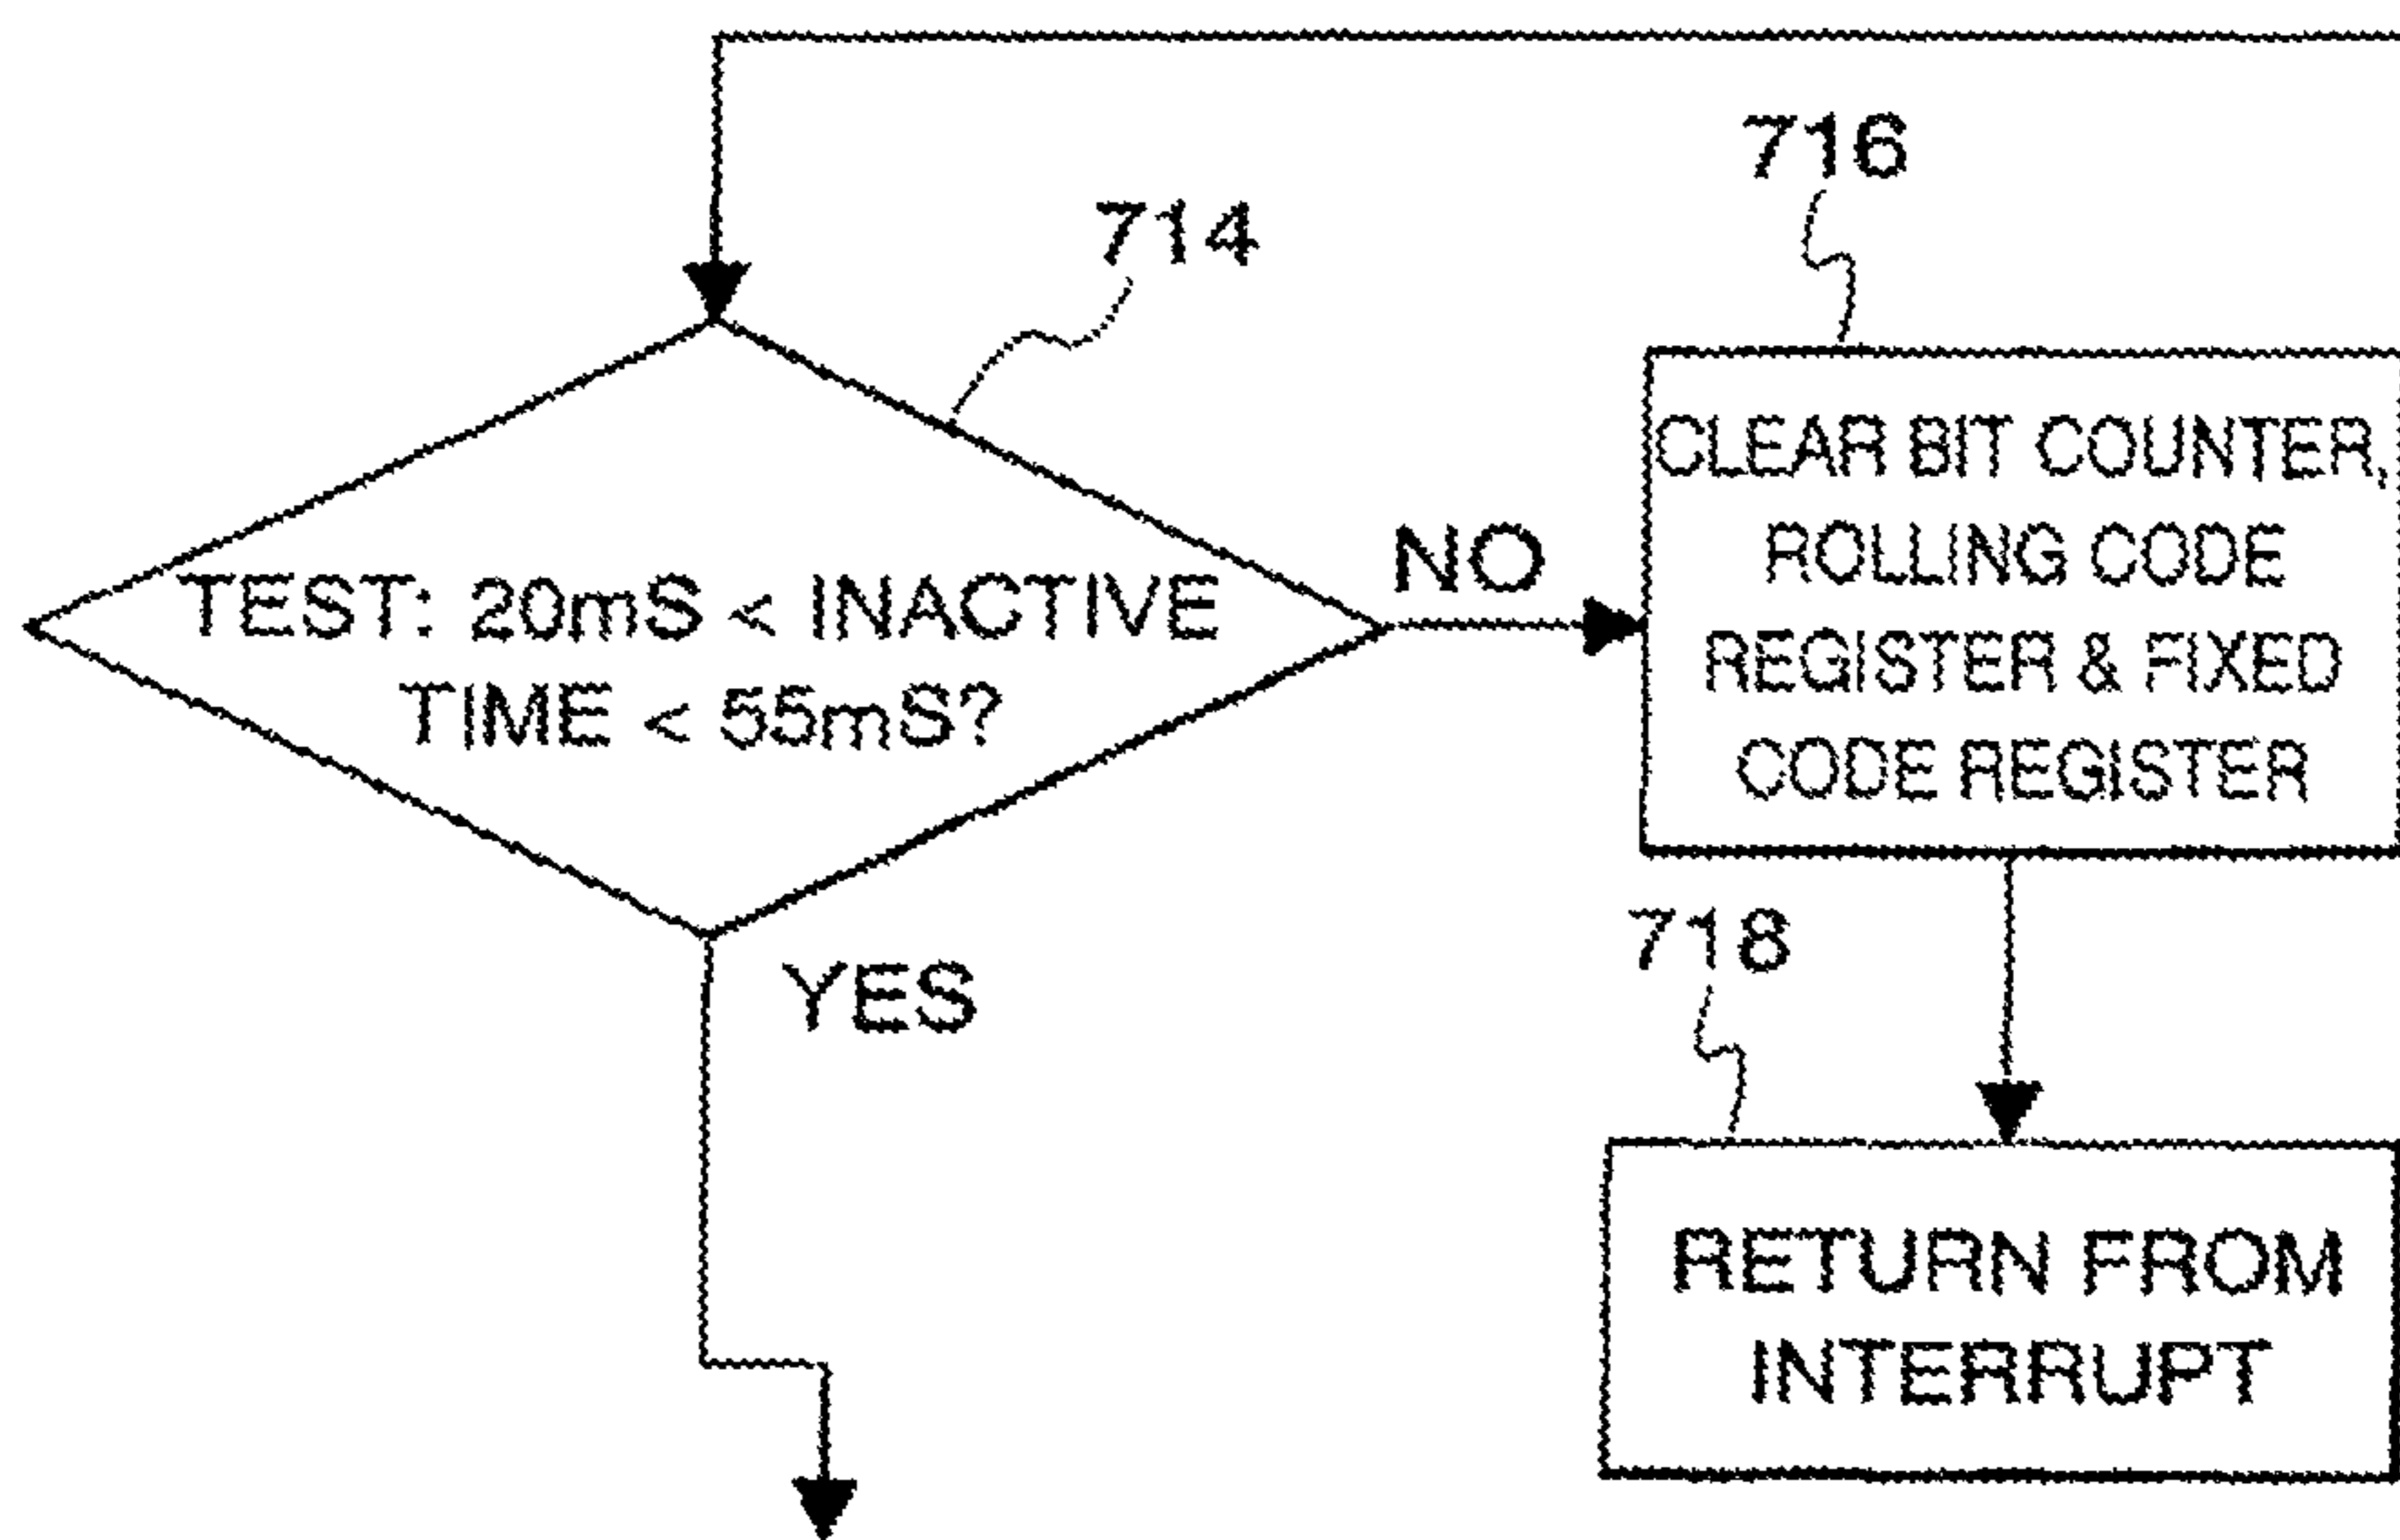 716
714
CLEAR BIT COUNTER,
ROLLING CODE
REGISTER & FIXED
CODE REGISTER
NO
TEST: 20mS < INACTIVE
TIME < 55mS?
718
YES
RETURN FROM
INTERRUPT